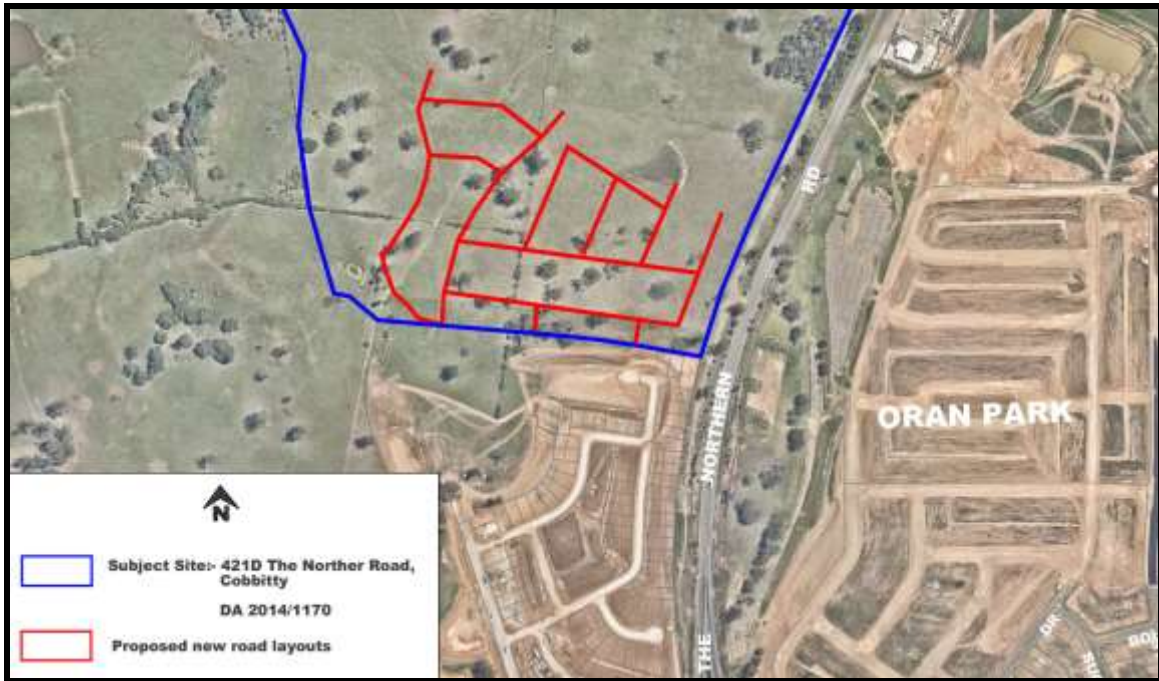 RD
ORAN PARK
NORTHERN
THE
DR
N
Subject Site:- 421D The Norther Road,
Cobbitty
DA 2014/1170
Proposed new road layouts